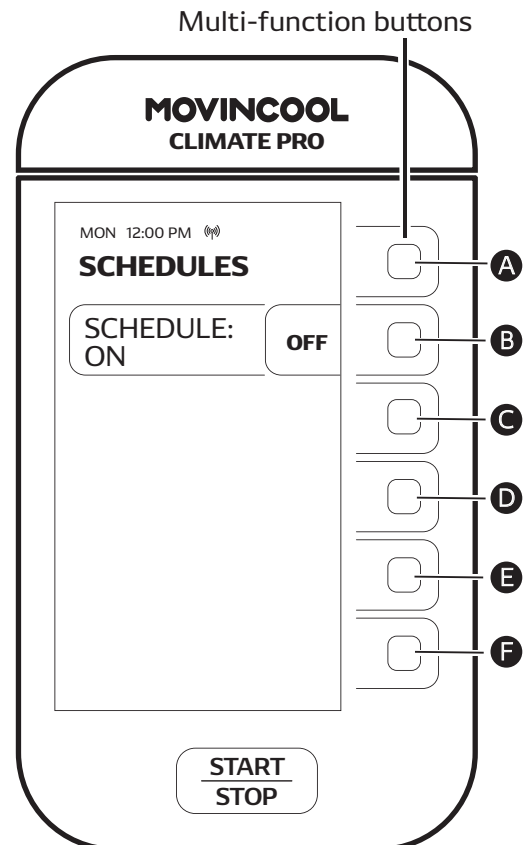 Multi-function buttons
MOVINCOOL
CLIMATE PRO
MON 12:00 PM
SCHEDULES
A
SCHEDULE:
ON
OFF
B
C
D
E
F
START
STOP